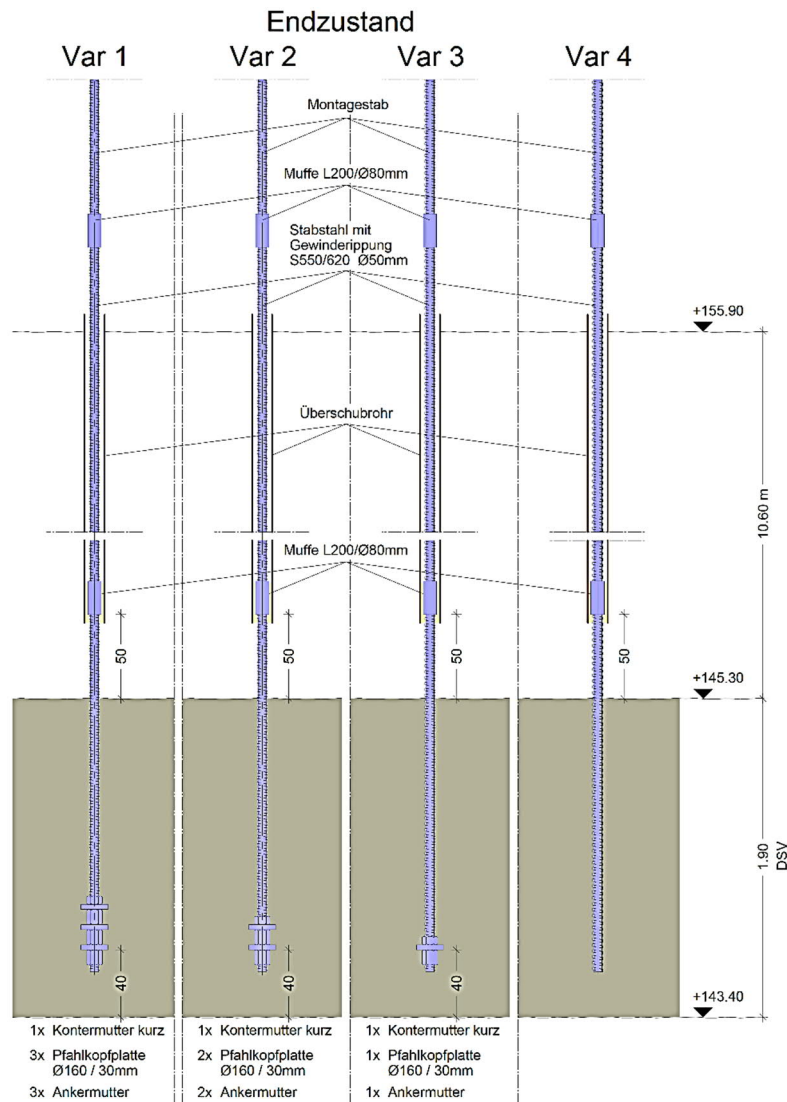 Endzustand
Var 1
Var 2
Var 3
Var 4
Montagestab
Muffe L200/Ø80mm
Stabstahl mit
Gewinderippung
S550/620 Ø50mm
+155.90
Überschubrohr
10.60 m
Muffe L200/Ø80mm
50
50
50
50
+145.30
1.90
DSV
40
40
40
+143.40
1x Kontermutter kurz
3x Pfahlkopfplatte
Ø160 / 30mm
3x Ankermutter
1x Kontermutter kurz
2x Pfahlkopfplatte
Ø160 / 30mm
2x Ankermutter
1x Kontermutter kurz
1x Pfahlkopfplatte
Ø160 / 30mm
1x Ankermutter